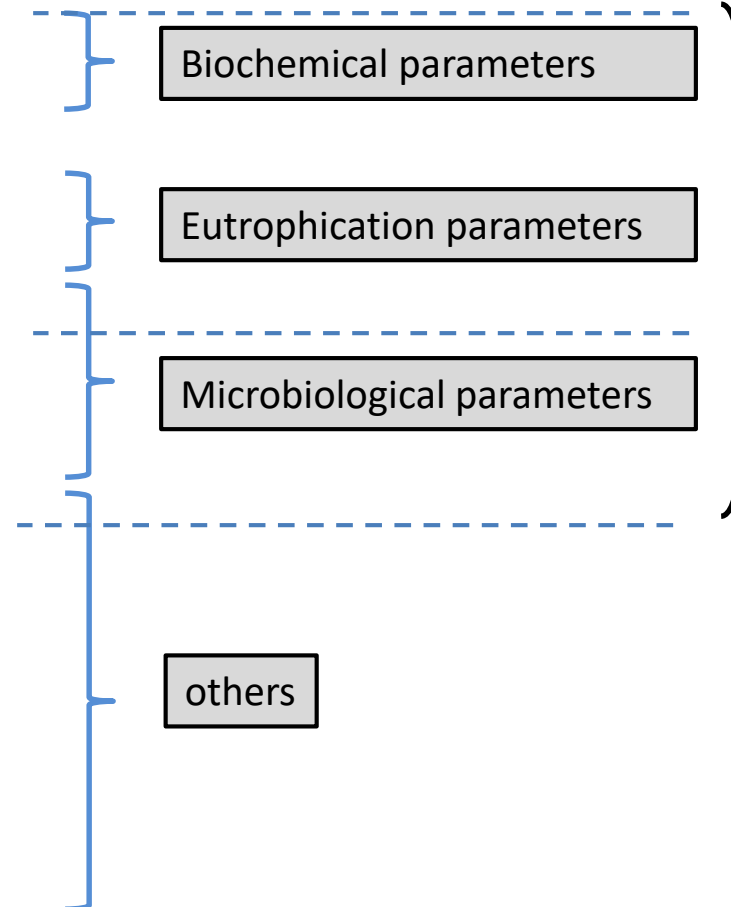 Biochemical parameters
Eutrophication parameters
Microbiological parameters
others